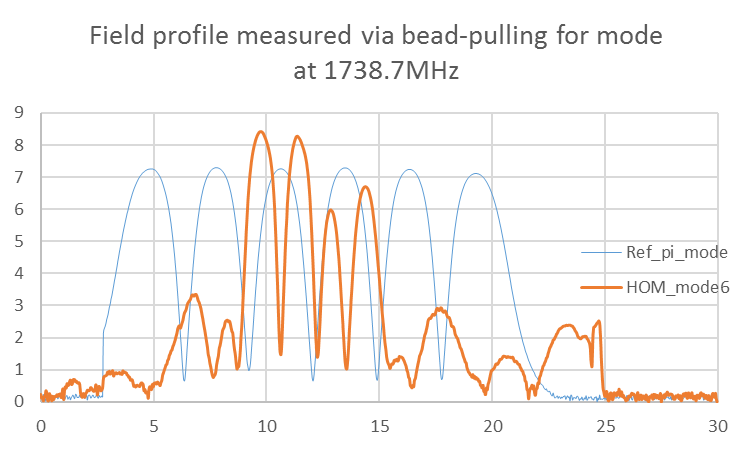 Field profile measured via bead-pulling for mode
at 1738.7MHz
9
8
7
6
5
4
3
2
1
0
Ref_pi_mode
HOM_mode6
0 5 10 15 20 25 30